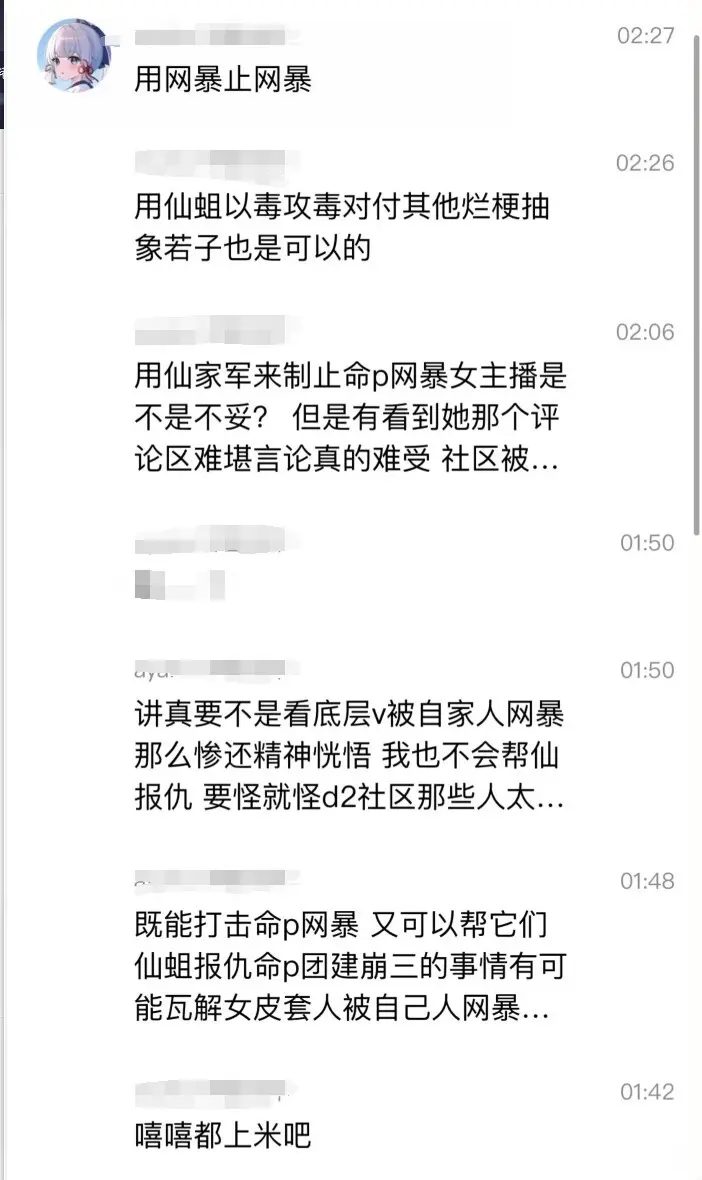 02:27
用网暴止网暴
02:26
用仙蛆以毒攻毒对付其他烂梗抽
象若子也是可以的
02:06
用仙家军来制止命p网暴女主播是
不是不妥? 但是有看到她那个评
论区难堪言论真的难受 社区被...
01:50
01:50
讲真要不是看底层v被自家人网暴
那么惨还精神恍悟 我也不会帮仙
报仇 要怪就怪d2社区那些人太...
01:48
既能打击命p网暴 又可以帮它们
仙蛆报仇命p团建崩三的事情有可
能瓦解女皮套人被自己人网暴...
01:42
嘻嘻都上米吧